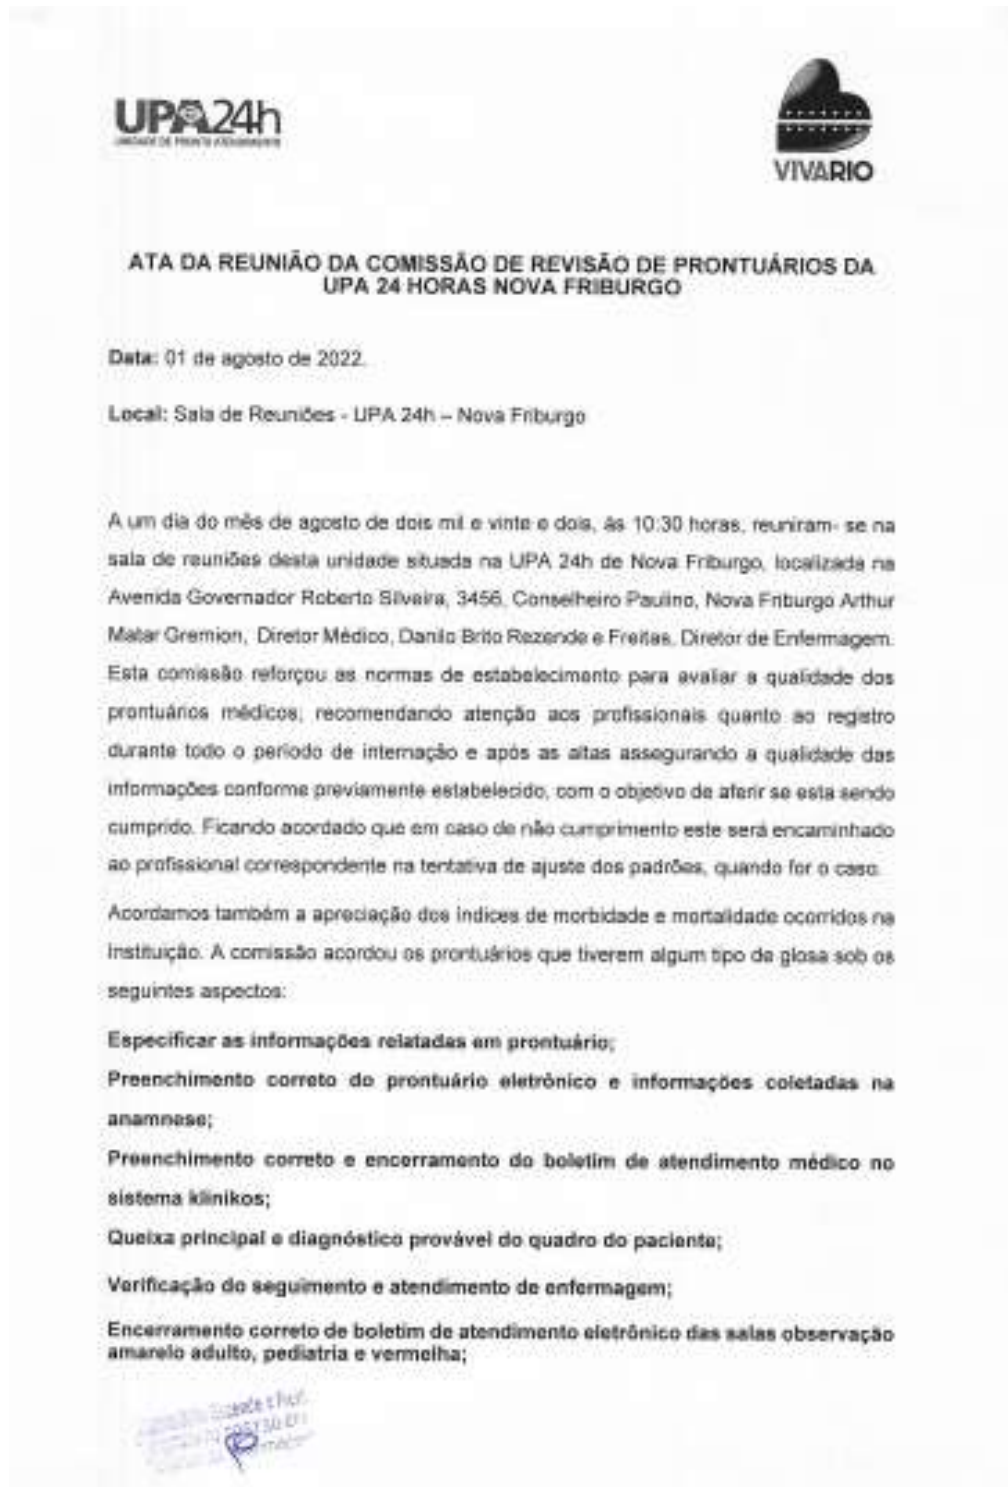 UPA24h
UNIDADE DE PRONTO ATENDIMENTO
VIVARIO
ATA DA REUNIÃO DA COMISSÃO DE REVISÃO DE PRONTUÁRIOS DA
UPA 24 HORAS NOVA FRIBURGO
Data: 01 de agosto de 2022.
Local: Sala de Reuniões - UPA 24h – Nova Friburgo
A um dia do mês de agosto de dois mil e vinte e dois, às 10:30 horas, reuniram- se na
sala de reuniões desta unidade situada na UPA 24h de Nova Friburgo, localizada na
Avenida Governador Roberto Silveira, 3456, Conselheiro Paulino, Nova Friburgo Arthur
Matar Gremion, Diretor Médico, Danilo Brito Rezende e Freitas, Diretor de Enfermagem.
Esta comissão reforçou as normas de estabelecimento para avaliar a qualidade dos
prontuários médicos; recomendando atenção aos profissionais quanto ao registro
durante todo o período de internação e após as altas assegurando a qualidade das
informações conforme previamente estabelecido, com o objetivo de aferir se esta sendo
cumprido. Ficando acordado que em caso de não cumprimento este será encaminhado
ao profissional correspondente na tentativa de ajuste dos padrões, quando for o caso.
Acordamos também a apreciação dos índices de morbidade e mortalidade ocorridos na
Instituição. A comissão acordou os prontuários que tiverem algum tipo de glosa sob os
seguintes aspectos:
Especificar as informações relatadas em prontuário;
Preenchimento correto do prontuário eletrônico e informações coletadas na
anamnese;
Preenchimento correto e encerramento do boletim de atendimento médico no
sistema klinikos;
Queixa principal e diagnóstico provável do quadro do paciente;
Verificação do seguimento e atendimento de enfermagem;
Encerramento correto de boletim de atendimento eletrônico das salas observação
amarelo adulto, pediatria e vermelha;